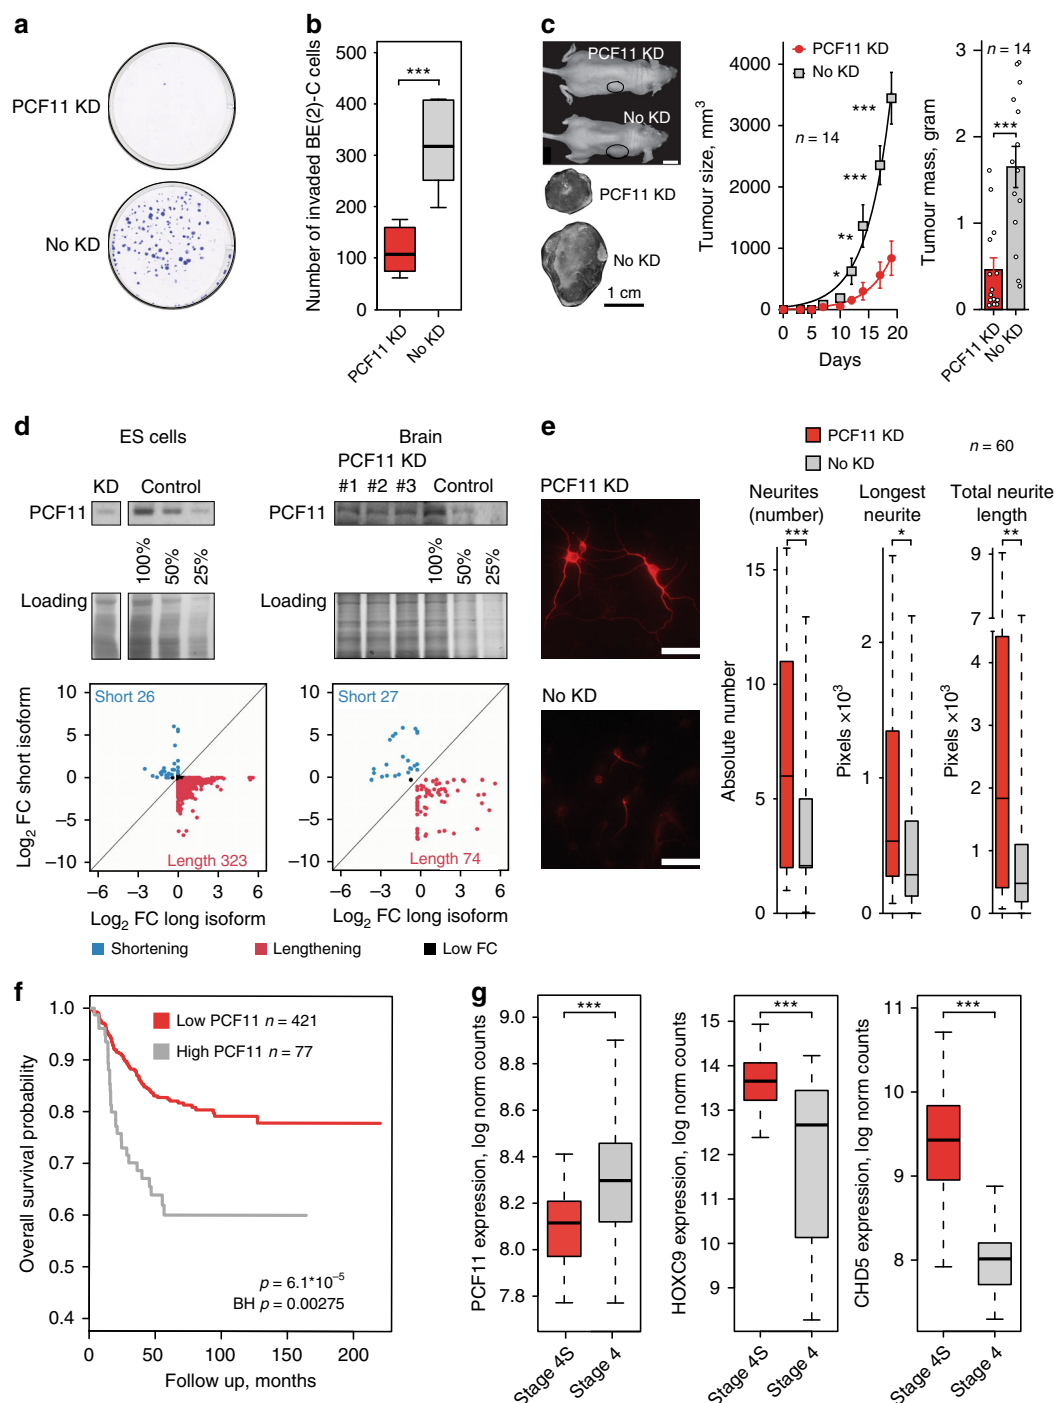 a
PCF11 KD
No KD
b
Number of invaded BE(2)-C cells
500
400
300
200
100
0
***
PCF11 KD
No KD
c
PCF11 KD
No KD
PCF11 KD
No KD
1 cm
PCF11 KD
No KD
Tumour size, mm³
4000
3000
2000
1000
0
n = 14
***
***
**
*
0 5 10 15 20
Days
Tumour mass, gram
3
2
1
0
n = 14
***
PCF11 KD
No KD
d
ES cells
KD Control
PCF11
100% 50% 25%
Loading
Brain
PCF11 KD
#1 #2 #3 Control
PCF11
100% 50% 25%
Loading
Log₂ FC short isoform
10
5
0
−5
−10
Short 26
Length 323
−6 −3 0 3 6
Log₂ FC long isoform
10
5
0
−5
−10
Short 27
Length 74
−6 −4 −2 0 2 4 6
Log₂ FC long isoform
Shortening Lengthening Low FC
e
PCF11 KD
No KD
n = 60
PCF11 KD
No KD
Neurites (number)
***
Absolute number
15
10
5
0
Longest neurite
*
Pixels ×10³
2
1
0
Total neurite length
**
Pixels ×10³
9
7
4
3
2
1
0
f
Overall survival probability
1.0
0.9
0.8
0.7
0.6
0.5
0.4
Low PCF11 n = 421
High PCF11 n = 77
p = 6.1*10⁻⁵
BH p = 0.00275
0 50 100 150 200
Follow up, months
g
PCF11 expression, log norm counts
9.0
8.8
8.6
8.4
8.2
8.0
7.8
***
Stage 4S
Stage 4
HOXC9 expression, log norm counts
15
14
13
12
11
10
9
***
Stage 4S
Stage 4
CHD5 expression, log norm counts
11
10
9
8
***
Stage 4S
Stage 4